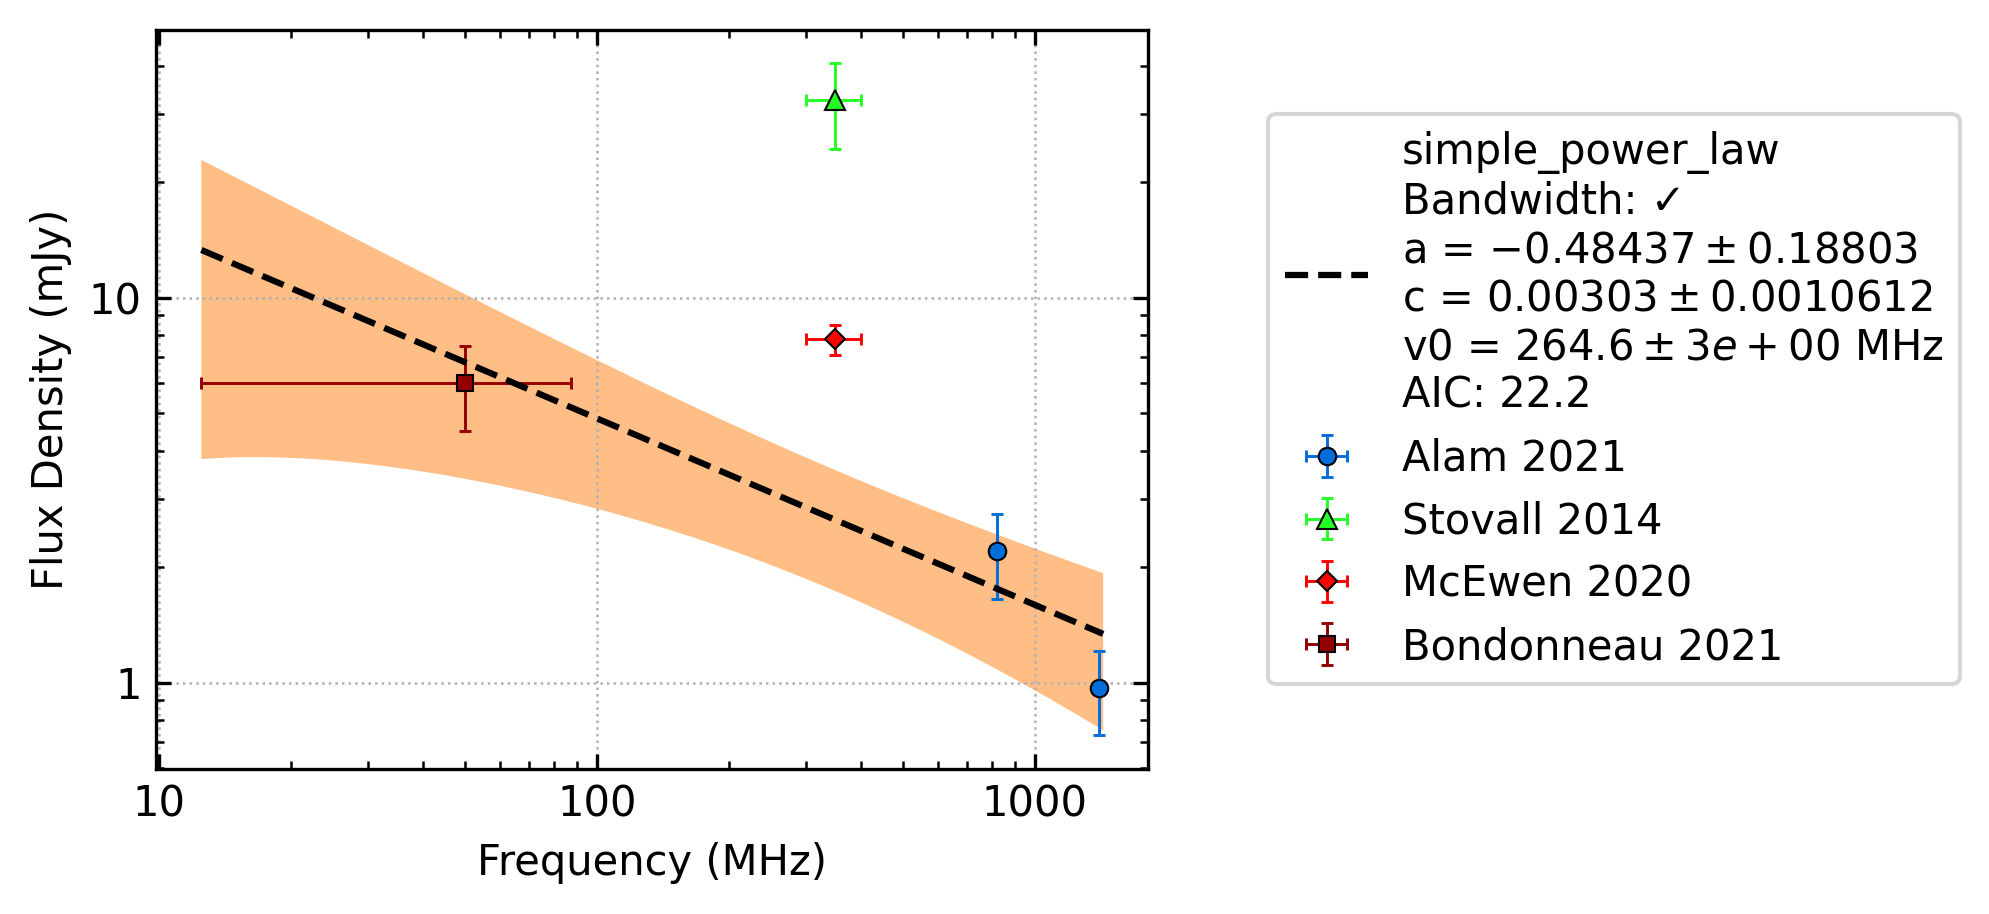 Flux Density (mJy)
10
1
10
100
1000
Frequency (MHz)
simple_power_law
Bandwidth: ✓
a = −0.48437 ± 0.18803
c = 0.00303 ± 0.0010612
v0 = 264.6 ± 3e + 00 MHz
AIC: 22.2
Alam 2021
Stovall 2014
McEwen 2020
Bondonneau 2021